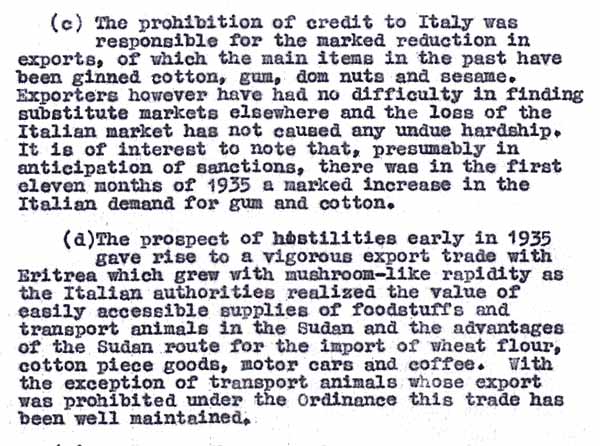 (c) The prohibition of credit to Italy was
responsible for the marked reduction in
exports, of which the main items in the past have
been ginned cotton, gum, dom nuts and sesame.
Exporters however have had no difficulty in finding
substitute markets elsewhere and the loss of the
Italian market has not caused any undue hardship.
It is of interest to note that, presumably in
anticipation of sanctions, there was in the first
eleven months of 1935 a marked increase in the
Italian demand for gum and cotton.
(d)The prospect of hostilities early in 1935
gave rise to a vigorous export trade with
Eritrea which grew with mushroom-like rapidity as
the Italian authorities realized the value of
easily accessible supplies of foodstuffs and
transport animals in the Sudan and the advantages
of the Sudan route for the import of wheat flour,
cotton piece goods, motor cars and coffee. With
the exception of transport animals whose export
was prohibited under the Ordinance this trade has
been well maintained.